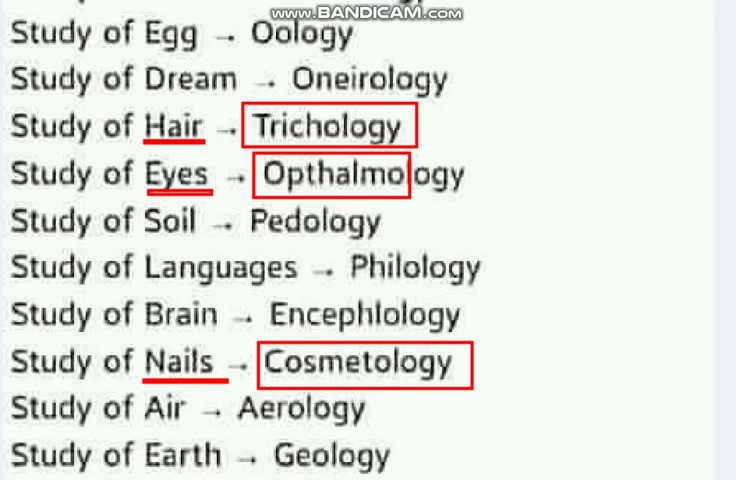 www.BANDICAM.com
Study of Egg → Oology
Study of Dream → Oneirology
Study of Hair → Trichology
Study of Eyes → Opthalmology
Study of Soil → Pedology
Study of Languages → Philology
Study of Brain → Encephlology
Study of Nails → Cosmetology
Study of Air → Aerology
Study of Earth → Geology